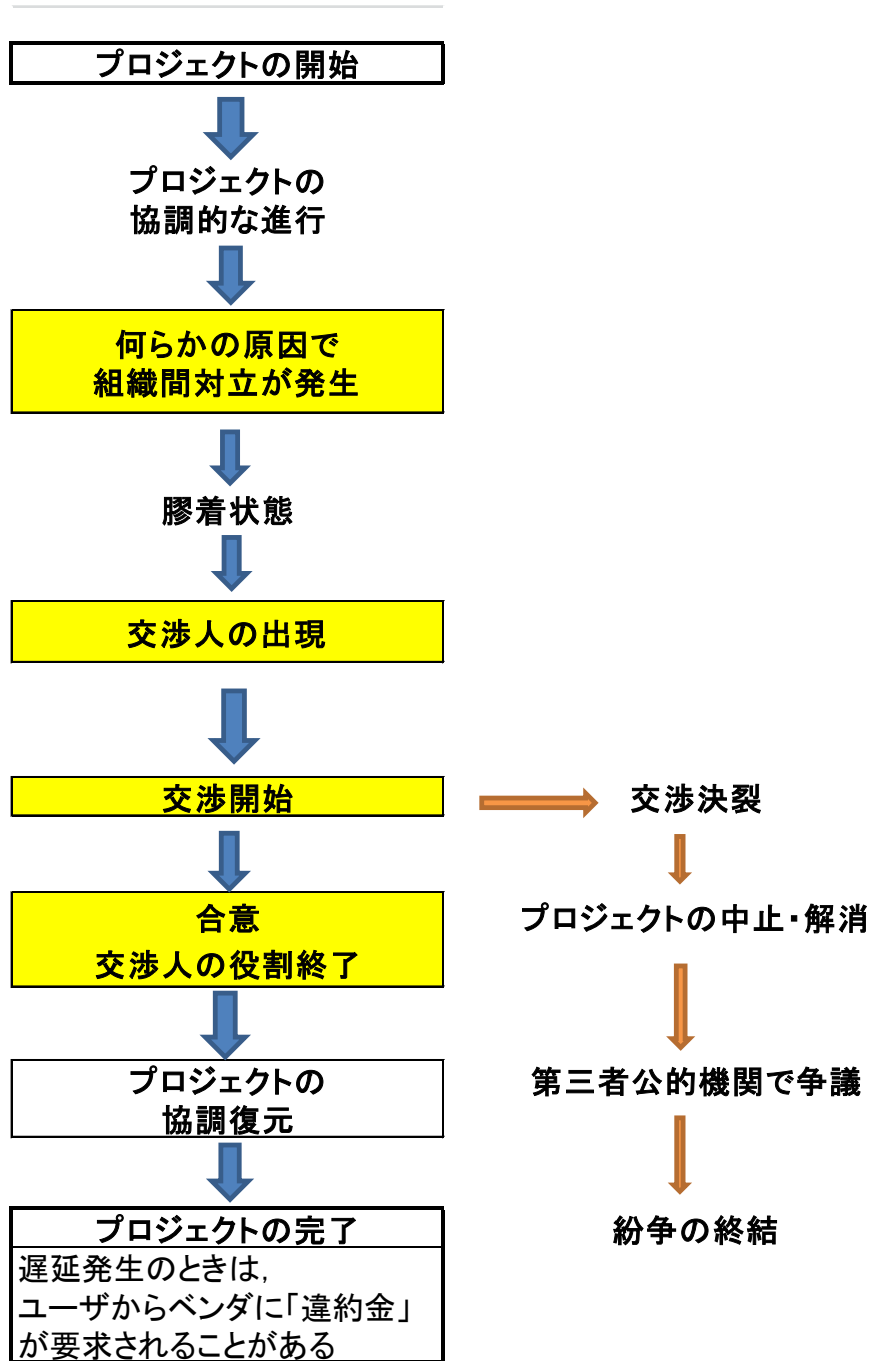 プロジェクトの開始
プロジェクトの
協調的な進行
何らかの原因で
組織間対立が発生
膠着状態
交渉人の出現
交渉開始
交渉決裂
合意
交渉人の役割終了
プロジェクトの中止・解消
プロジェクトの
協調復元
第三者公的機関で争議
プロジェクトの完了
遅延発生のときは,
ユーザからベンダに「違約金」
が要求されることがある
紛争の終結